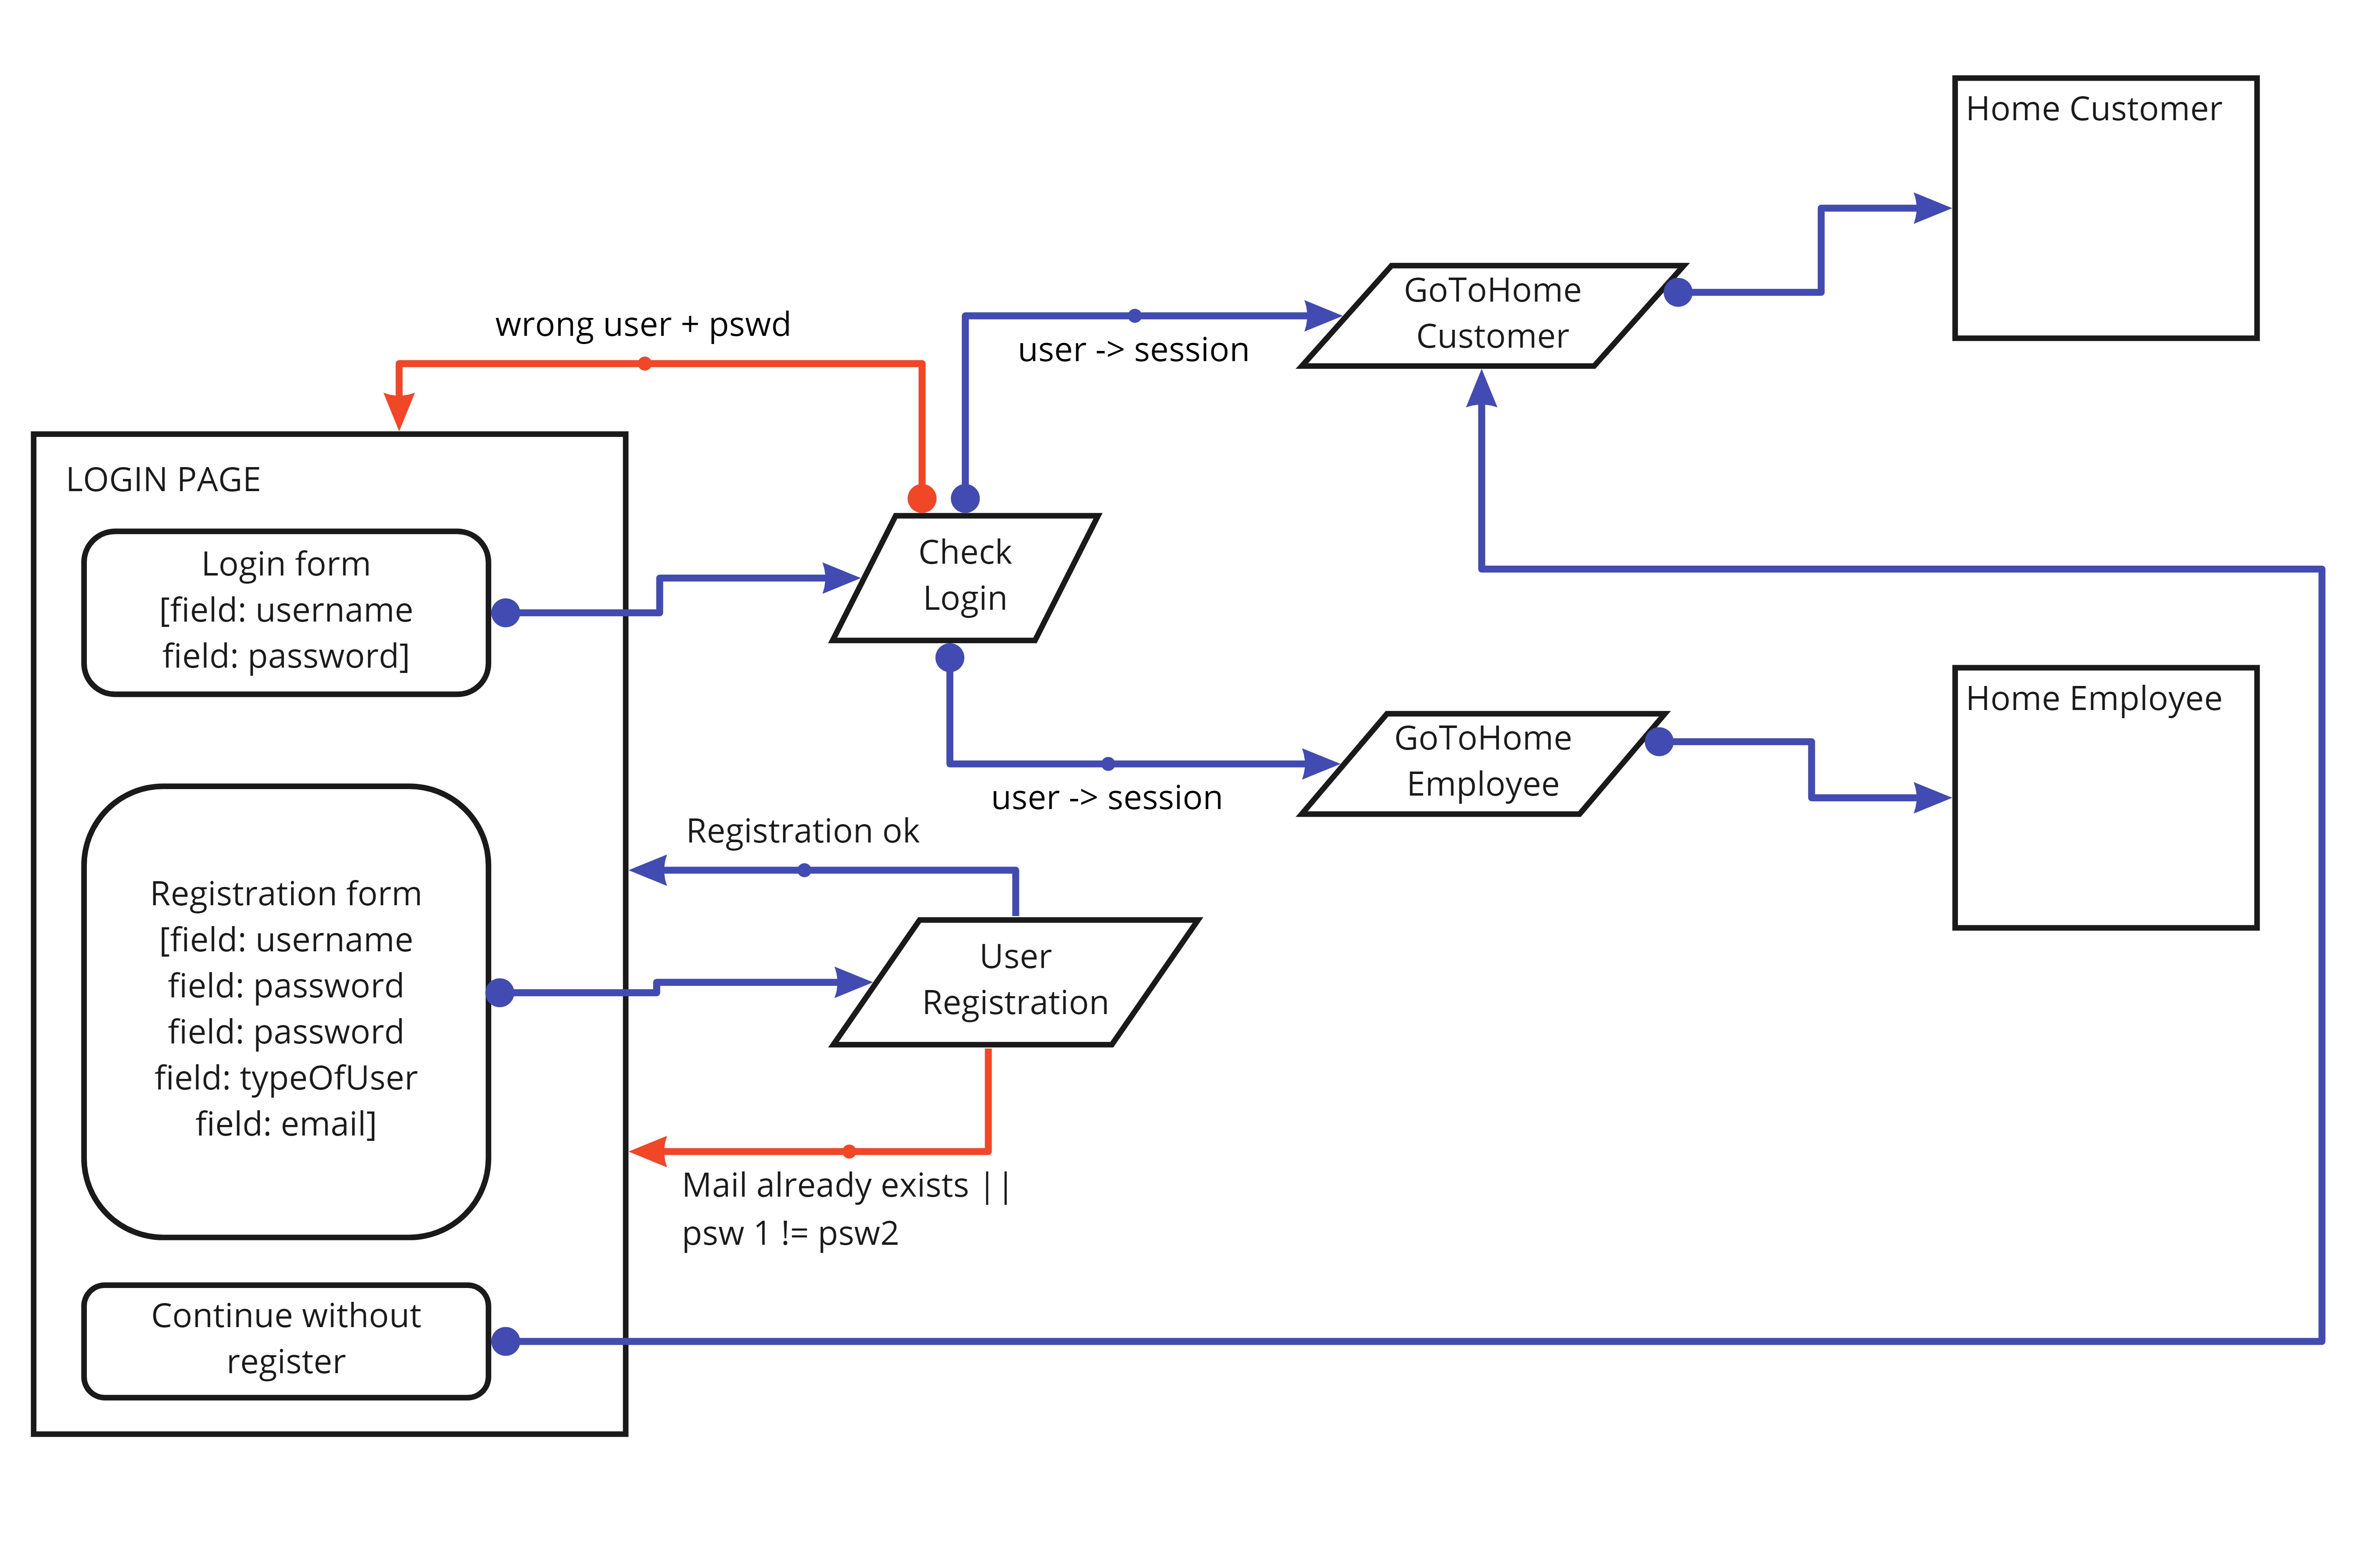 Home Customer
GoToHome
Customer
wrong user + pswd
user -> session
LOGIN PAGE
Login form
[field: username
field: password]
Check
Login
Home Employee
GoToHome
Employee
user -> session
Registration ok
Registration form
[field: username
field: password
field: password
field: typeOfUser
field: email]
User
Registration
Mail already exists ||
psw 1 != psw2
Continue without
register